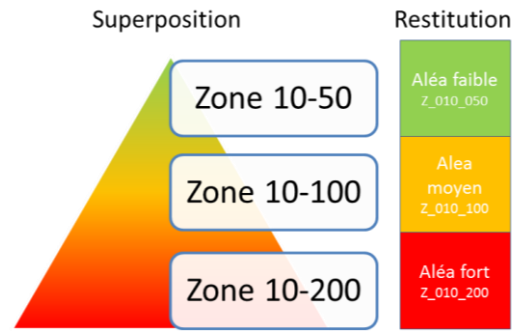 Superposition
Restitution
Zone 10-50
Aléa faible
Z_010_050
Zone 10-100
Alea
moyen
Z_010_100
Zone 10-200
Aléa fort
Z_010_200